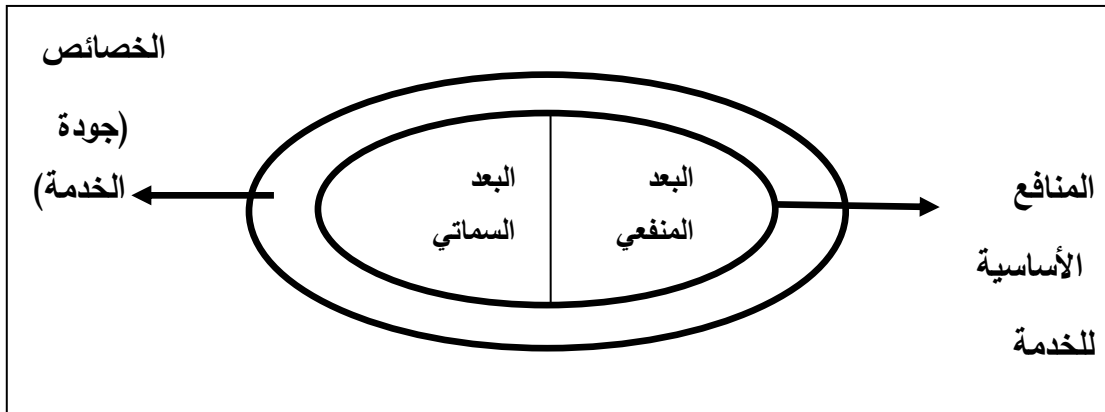 الخصائص
(جودة
الخدمة)
البعد
السماتي
البعد
المنفعي
المنافع
الأساسية
للخدمة